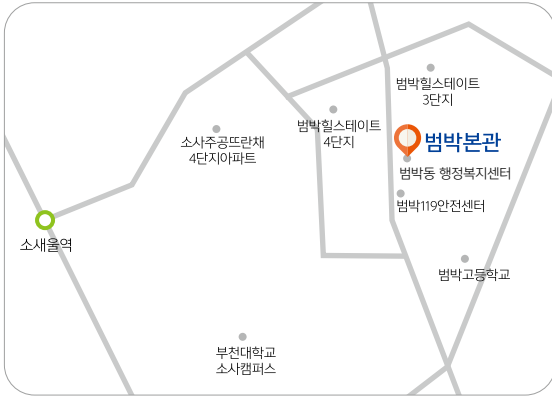 범박힐스테이트
3단지
범박힐스테이트
4단지
소사주공뜨란채
4단지아파트
범박본관
범박동 행정복지센터
범박119안전센터
소새울역
범박고등학교
부천대학교
소사캠퍼스